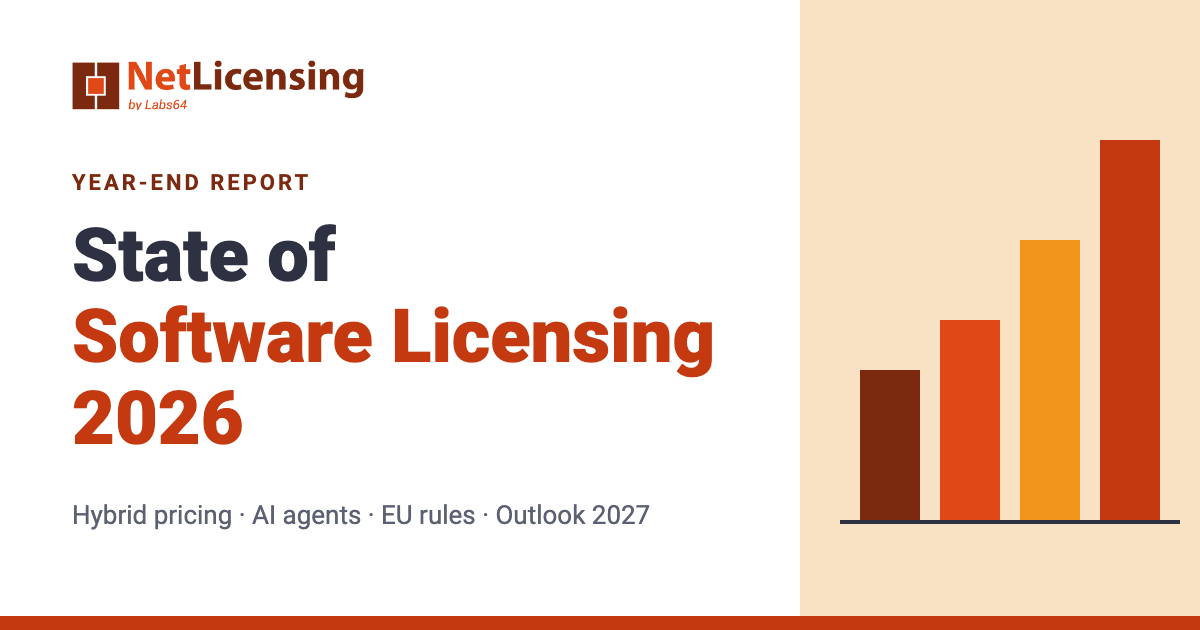 NetLicensing
by Labs64
YEAR-END REPORT
State of
Software Licensing
2026
Hybrid pricing · AI agents · EU rules · Outlook 2027